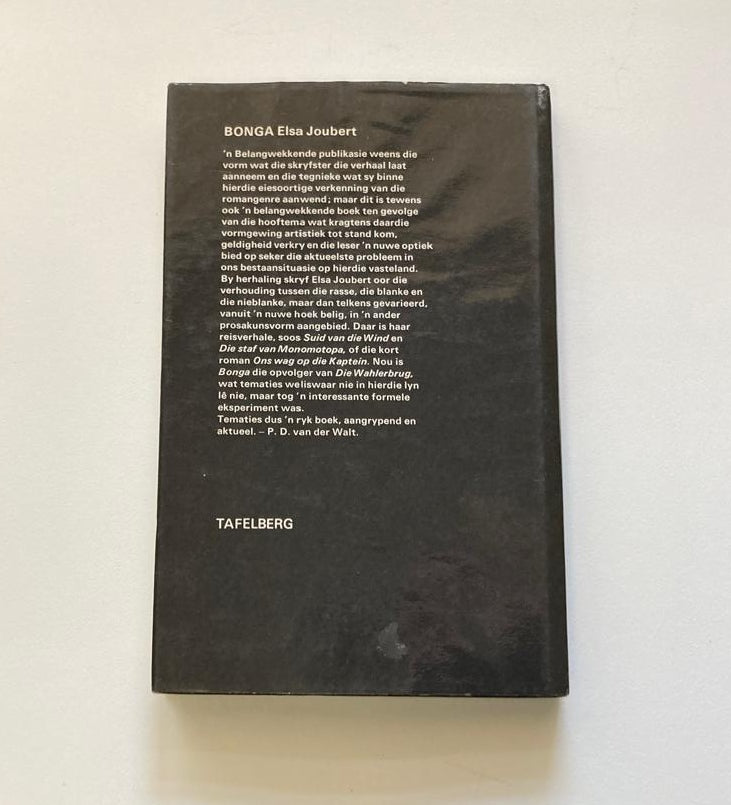 BONGA Elsa Joubert
'n Belangwekkende publikasie weens die
vorm wat die skryfster die verhaal laat
aanneem en die tegnieke wat sy binne
hierdie eiesoortige verkenning van die
romangenre aanwend; maar dit is tewens
ook 'n belangwekkende boek ten gevolge
van die hooftema wat kragtens daardie
vormgewing artistiek tot stand kom,
geldigheid verkry en die leser 'n nuwe optiek
bied op seker die aktueelste probleem in
ons bestaansituasie op hierdie vasteland.
By herhaling skryf Elsa Joubert oor die
verhouding tussen die rasse, die blanke en
die nieblanke, maar dan telkens gevarieerd,
vanuit 'n nuwe hoek belig, in 'n ander
prosakunsvorm aangebied. Daar is haar
reisverhale, soos Suid van die Wind en
Die staf van Monomotopa, of die kort
roman Ons wag op die Kaptein. Nou is
Bonga die opvolger van Die Wahlerbrug,
wat tematies weliswaar nie in hierdie lyn
lê nie, maar tog 'n interessante formele
eksperiment was.
Tematies dus 'n ryk boek, aangrypend en
aktueel. – P. D. van der Walt.
TAFELBERG